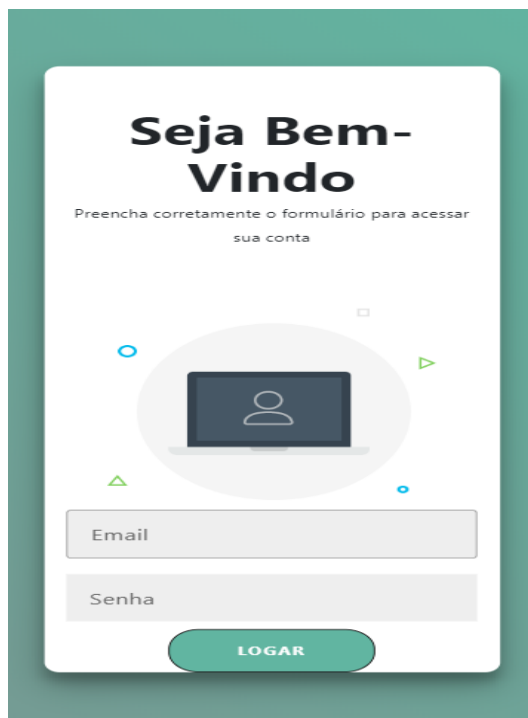 Seja Bem-
Vindo
Preencha corretamente o formulário para acessar
sua conta
Email
Senha
LOGAR